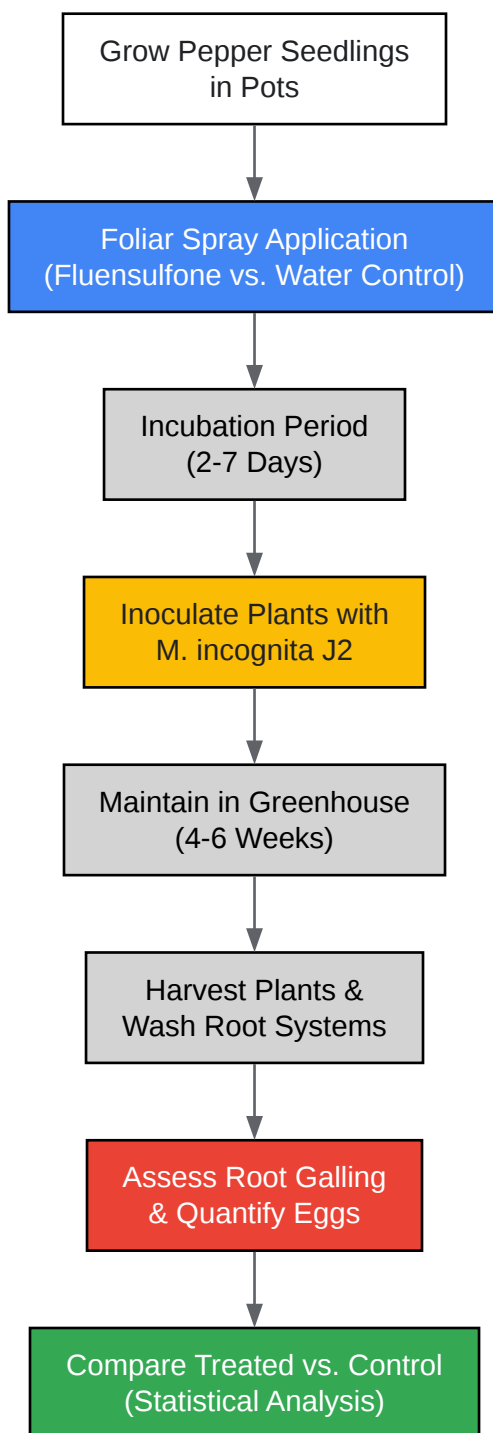 Grow Pepper Seedlings
in Pots
Foliar Spray Application
(Fluensulfone vs. Water Control)
Incubation Period
(2-7 Days)
Inoculate Plants with
M. incognita J2
Maintain in Greenhouse
(4-6 Weeks)
Harvest Plants &
Wash Root Systems
Assess Root Galling
& Quantify Eggs
Compare Treated vs. Control
(Statistical Analysis)